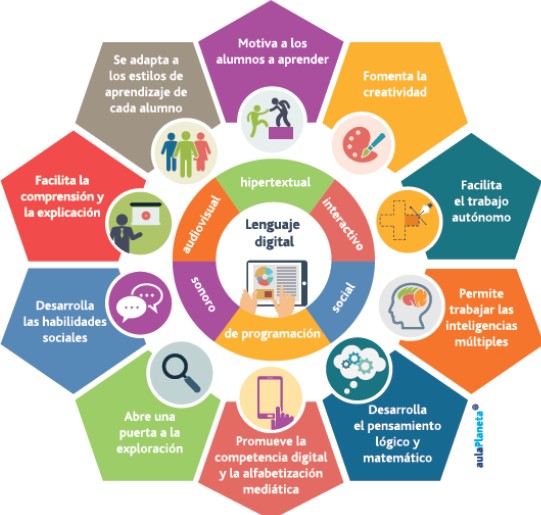 Motiva a los
alumnos a aprender
Fomenta la
creatividad
Facilita
el trabajo
autónomo
Permite
trabajar las
inteligencias
múltiples
Desarrolla
el pensamiento
lógico y
matemático
Promueve la
competencia digital
y la alfabetización
mediática
Abre una
puerta a la
exploración
Desarrolla
las habilidades
sociales
Facilita la
comprensión y
la explicación
Se adapta a
los estilos de
aprendizaje de
cada alumno
Lenguaje
digital
hipertextual
interactivo
social
de programación
sonoro
audiovisual
aulaPlaneta